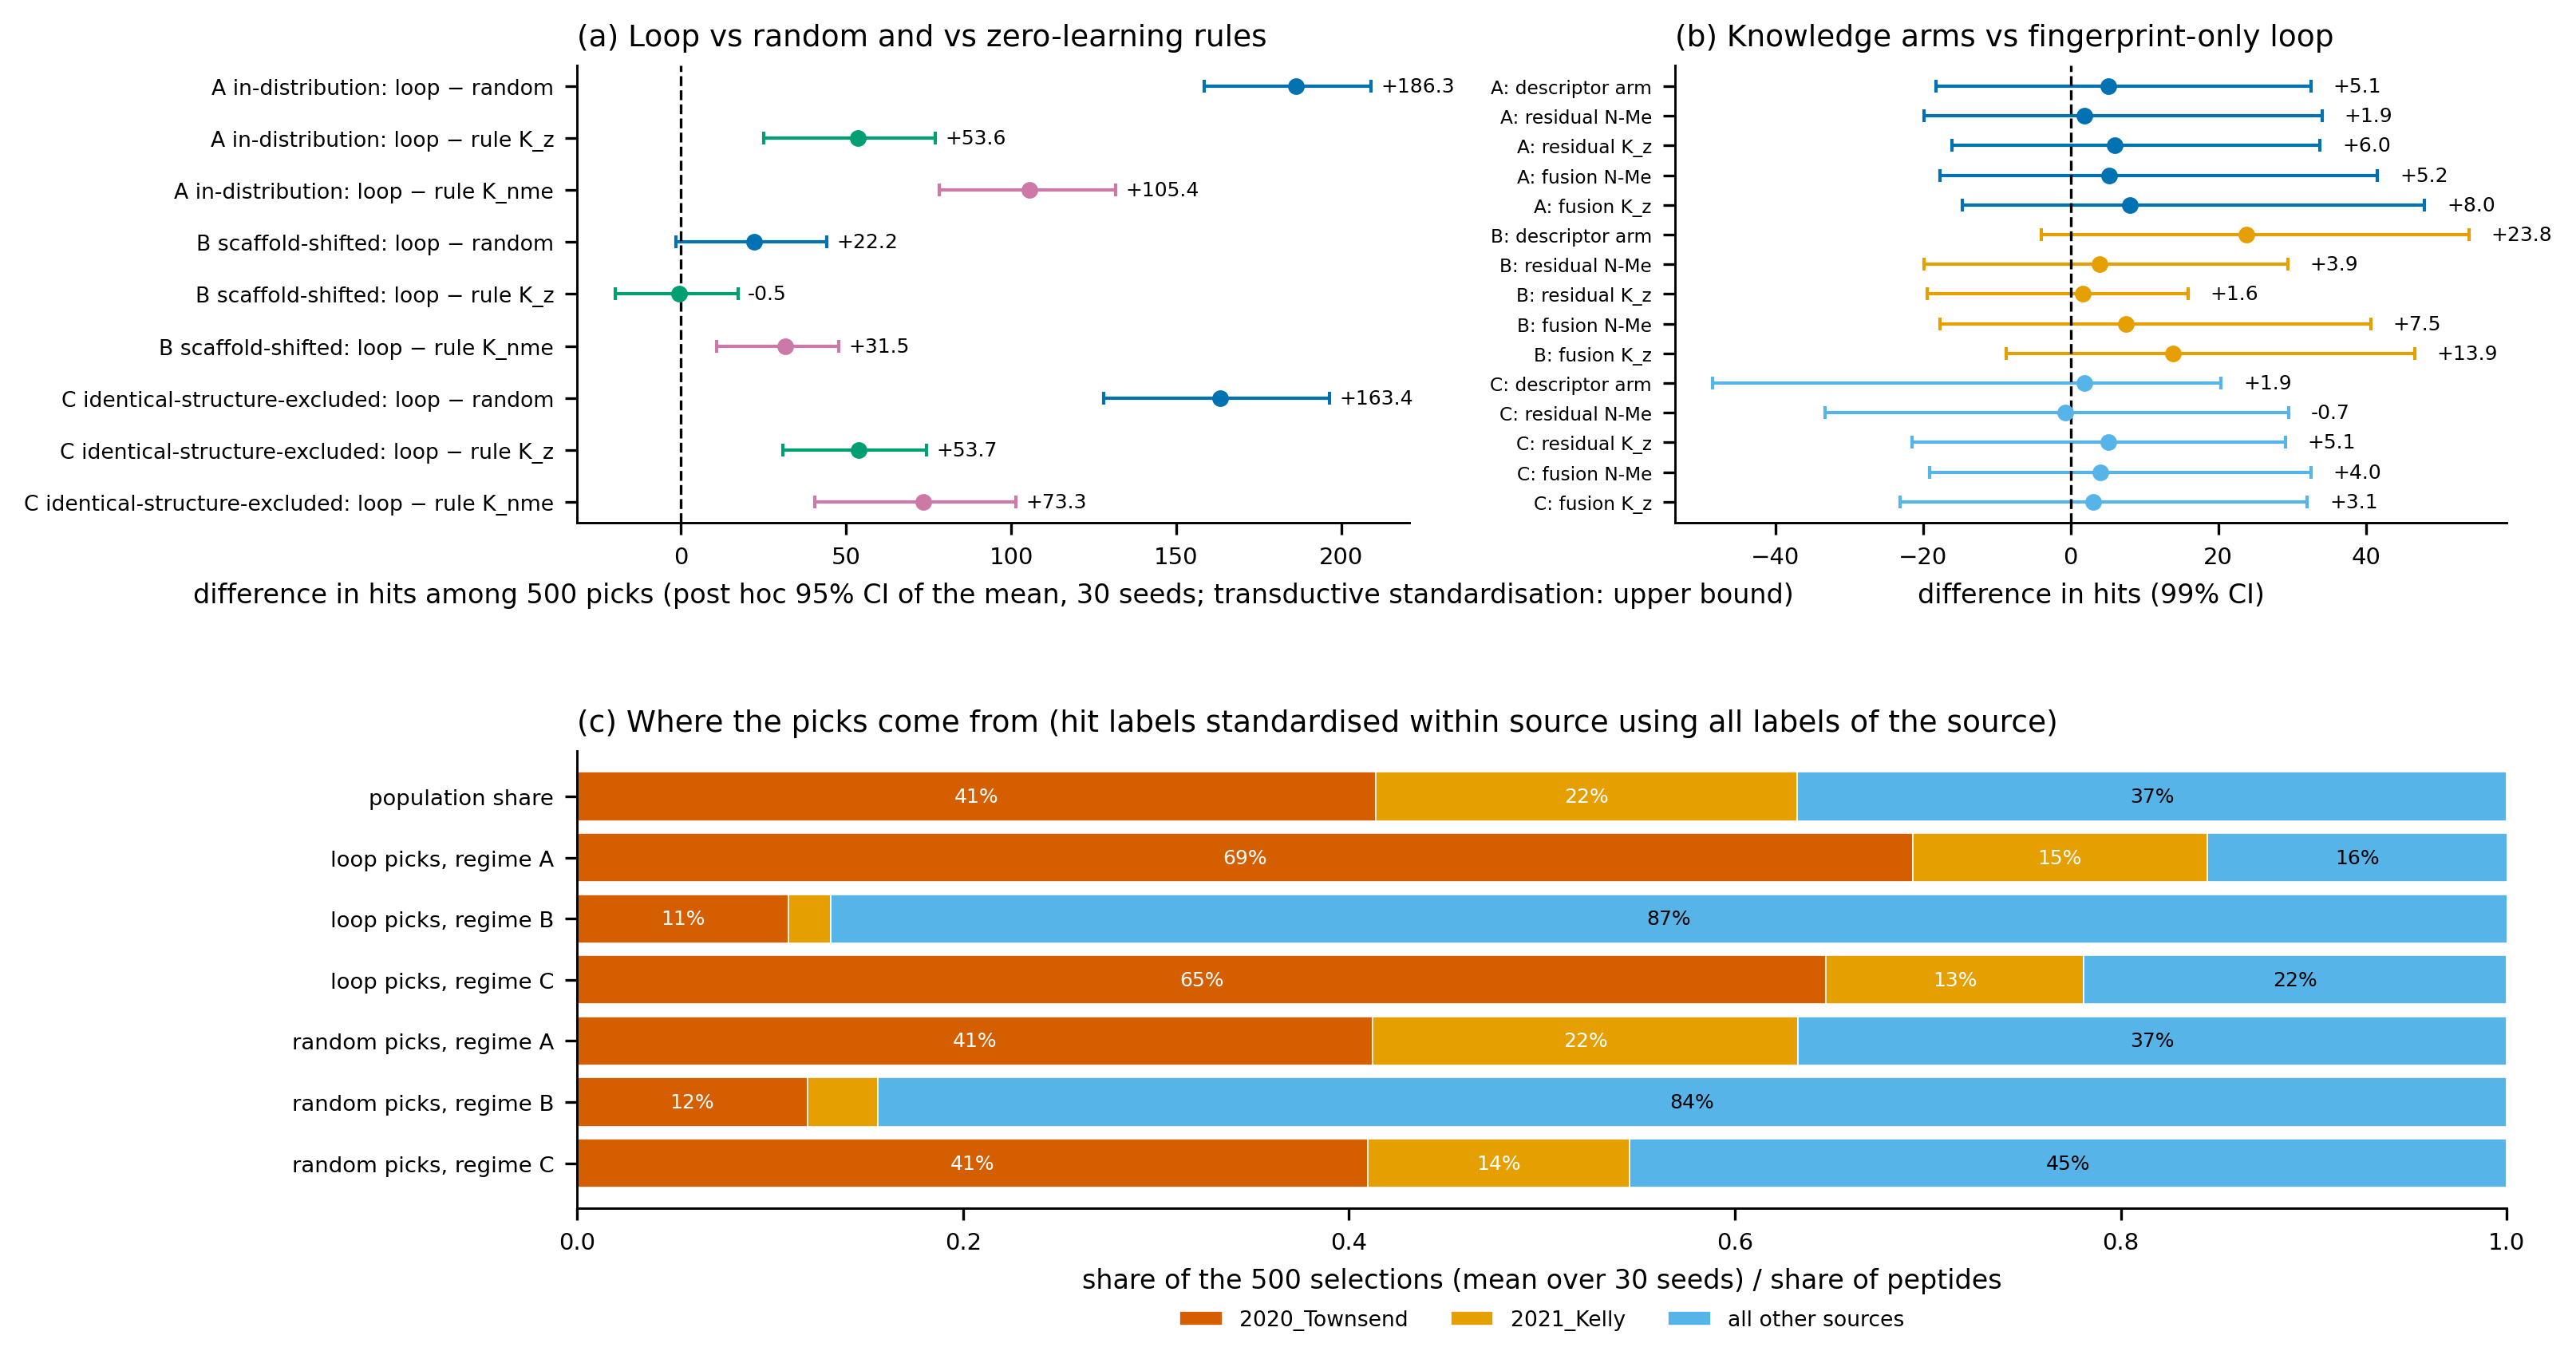 (a) Loop vs random and vs zero-learning rules
A in-distribution: loop − random
+186.3
A in-distribution: loop − rule K_z
+53.6
A in-distribution: loop − rule K_nme
+105.4
B scaffold-shifted: loop − random
+22.2
B scaffold-shifted: loop − rule K_z
-0.5
B scaffold-shifted: loop − rule K_nme
+31.5
C identical-structure-excluded: loop − random
+163.4
C identical-structure-excluded: loop − rule K_z
+53.7
C identical-structure-excluded: loop − rule K_nme
+73.3
0 50 100 150 200
difference in hits among 500 picks (post hoc 95% CI of the mean, 30 seeds; transductive standardisation: upper bound)
(b) Knowledge arms vs fingerprint-only loop
A: descriptor arm
+5.1
A: residual N-Me
+1.9
A: residual K_z
+6.0
A: fusion N-Me
+5.2
A: fusion K_z
+8.0
B: descriptor arm
+23.8
B: residual N-Me
+3.9
B: residual K_z
+1.6
B: fusion N-Me
+7.5
B: fusion K_z
+13.9
C: descriptor arm
+1.9
C: residual N-Me
-0.7
C: residual K_z
+5.1
C: fusion N-Me
+4.0
C: fusion K_z
+3.1
−40 −20 0 20 40
difference in hits (99% CI)
(c) Where the picks come from (hit labels standardised within source using all labels of the source)
population share
41% 22% 37%
loop picks, regime A
69% 15% 16%
loop picks, regime B
11% 87%
loop picks, regime C
65% 13% 22%
random picks, regime A
41% 22% 37%
random picks, regime B
12% 84%
random picks, regime C
41% 14% 45%
0.0 0.2 0.4 0.6 0.8 1.0
share of the 500 selections (mean over 30 seeds) / share of peptides
2020_Townsend 2021_Kelly all other sources